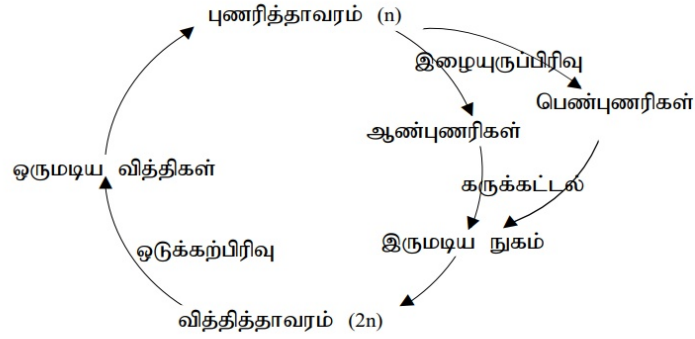 புணரித்தாவரம் (n)
இழையுருப்பிரிவு
பெண்புணரிகள்
ஆண்புணரிகள்
ஒருமடிய வித்திகள்
கருக்கட்டல்
இருமடிய நுகம்
ஒடுக்கற்பிரிவு
வித்தித்தாவரம் (2n)